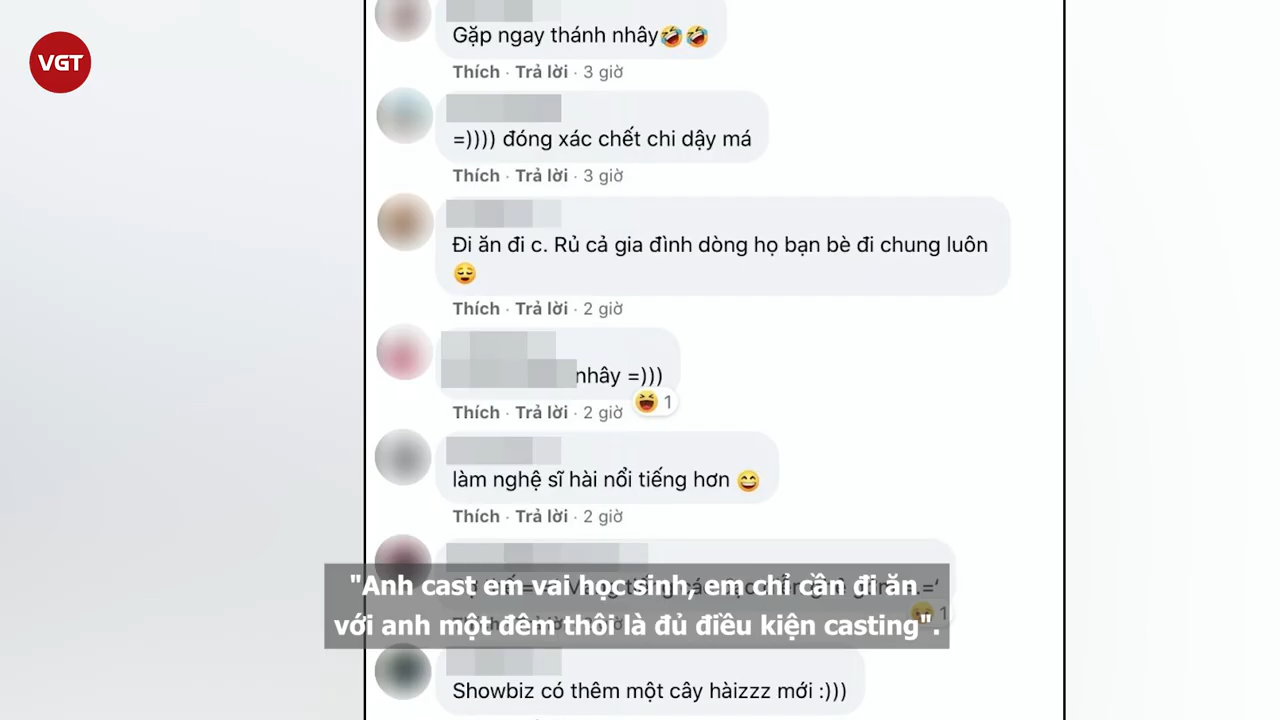 VGT
Gặp ngay thánh nhây🤣🤣
Thích · Trả lời · 3 giờ
=)))) đóng xác chết chi dậy má
Thích · Trả lời · 3 giờ
Đi ăn đi c. Rủ cả gia đình dòng họ bạn bè đi chung luôn
😌
Thích · Trả lời · 2 giờ
nhây =)))
😆 1
Thích · Trả lời · 2 giờ
làm nghệ sĩ hài nổi tiếng hơn 😄
Thích · Trả lời · 2 giờ
"Anh cast em vai học sinh, em chỉ cần đi ăn
1
với anh một đêm thôi là đủ điều kiện casting".
Showbiz có thêm một cây hàizzz mới :)))